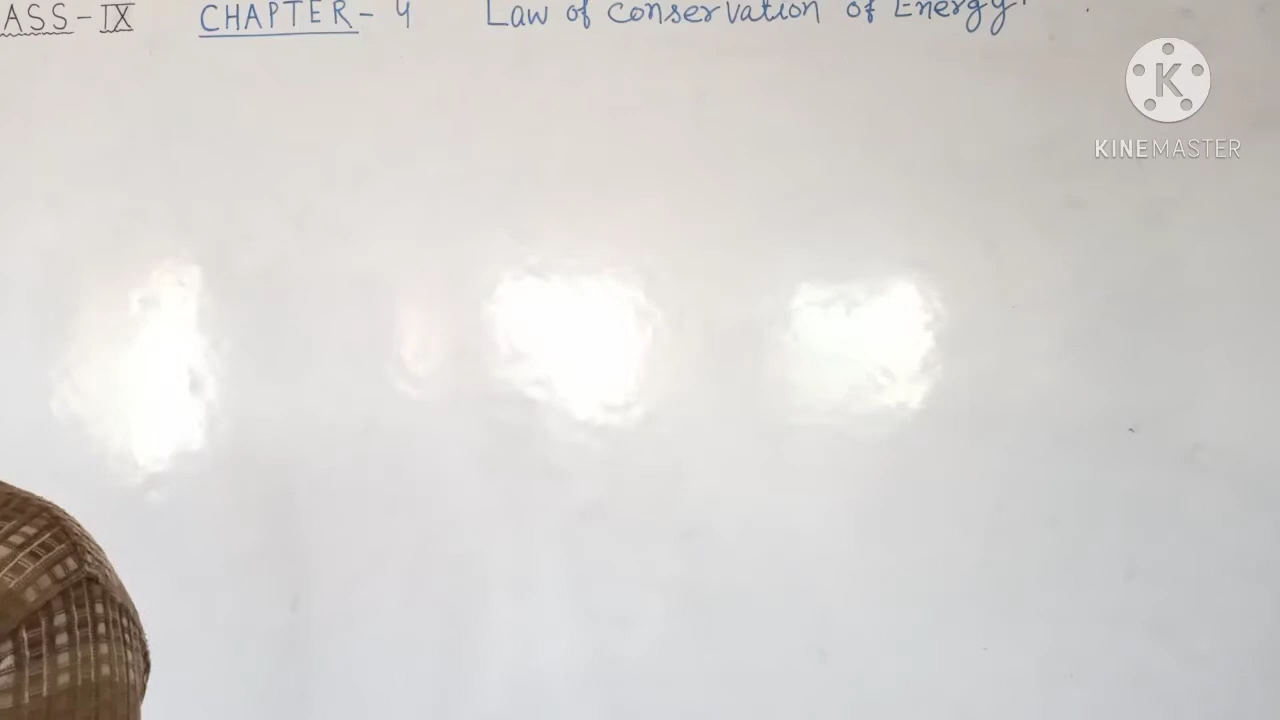 ASS - IX CHAPTER - 4 Law of Conservation of Energy
K
KINEMASTER